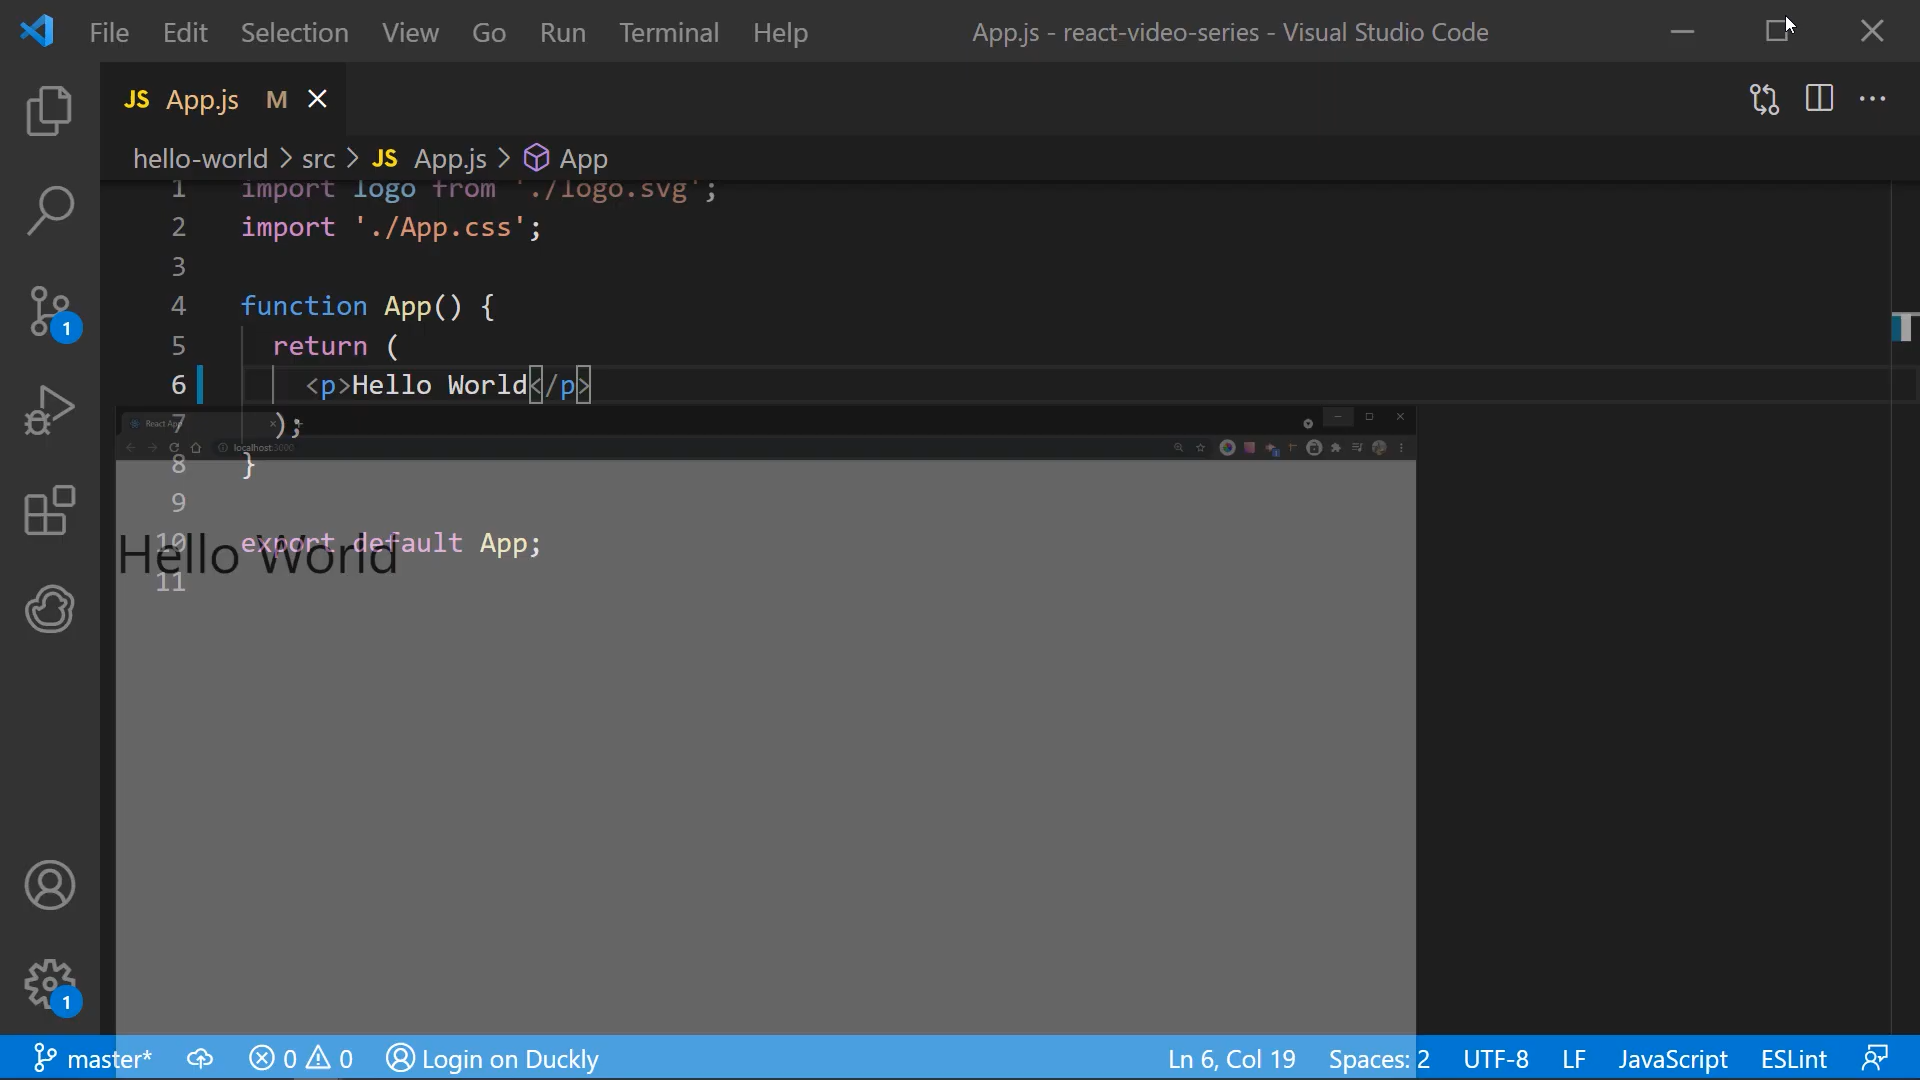 File Edit Selection View Go Run Terminal Help App.js - react-video-series - Visual Studio Code
JS App.js M
hello-world > src > JS App.js > App
1 import logo from './logo.svg';
2 import './App.css';
3
4 function App() {
5 return (
6 <p>Hello World</p>
7 );
React App
localhost:3000
8 }
9
10 export default App;
Hello World
11
1
1
master* 0 0 Login on Duckly Ln 6, Col 19 Spaces: 2 UTF-8 LF JavaScript ESLint